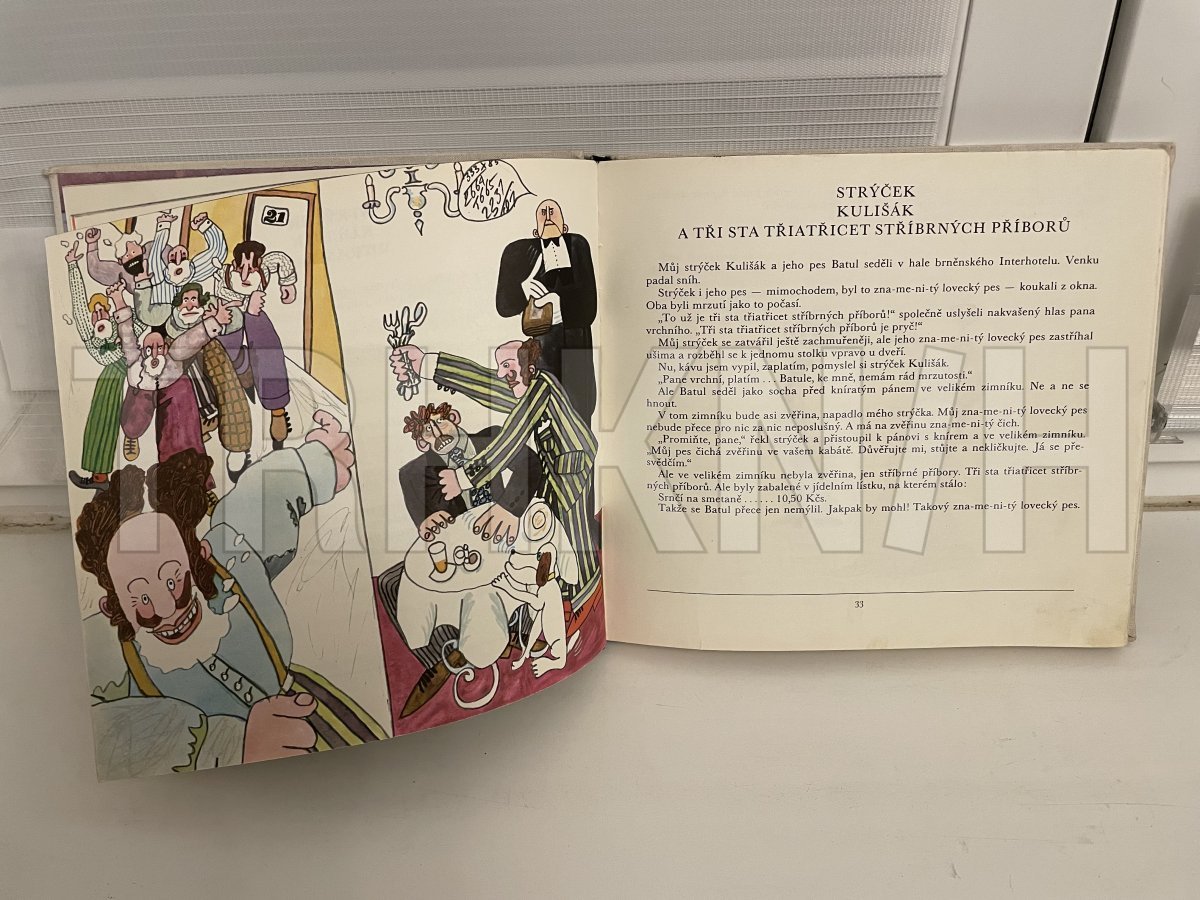 21
STRÝČEK
KULIŠÁK
A TŘI STA TŘIATŘICET STŘÍBRNÝCH PŘÍBORŮ
Můj strýček Kulišák a jeho pes Batul seděli v hale brněnského Interhotelu. Venku
padal sníh.
Strýček i jeho pes — mimochodem, byl to zna-me-ni-tý lovecký pes — koukali z okna.
Oba byli mrzutí jako to počasí.
„To už je tři sta třiatřicet stříbrných příborů!“ společně uslyšeli nakvašený hlas pana
vrchního. „Tři sta třiatřicet stříbrných příborů je pryč!“
Můj strýček se zatvářil ještě zachmuřeněji, ale jeho zna-me-ni-tý lovecký pes zastříhal
ušima a rozběhl se k jednomu stolku vpravo u dveří.
Nu, kávu jsem vypil, zaplatím, pomyslel si strýček Kulišák.
„Pane vrchní, platím . . . Batule, ke mně, nemám rád mrzutosti.“
Ale Batul seděl jako socha před kníratým pánem ve velikém zimníku. Ne a ne se
hnout.
V tom zimníku bude asi zvěřina, napadlo mého strýčka. Můj zna-me-ni-tý lovecký pes
nebude přece pro nic za nic neposlušný. A má na zvěřinu zna-me-ni-tý čich.
„Promiňte, pane,“ řekl strýček a přistoupil k pánovi s knírem a ve velikém zimníku.
„Můj pes čichá zvěřinu ve vašem kabátě. Důvěřujte mi, stůjte a nekličkujte. Já se pře-
svědčím.“
Ale ve velikém zimníku nebyla zvěřina, jen stříbrné příbory. Tři sta třiatřicet stříbr-
ných příborů. Ale byly zabalené v jídelním lístku, na kterém stálo:
Srnčí na smetaně . . . . . . 10,50 Kčs.
Takže se Batul přece jen nemýlil. Jakpak by mohl! Takový zna-me-ni-tý lovecký pes.
33